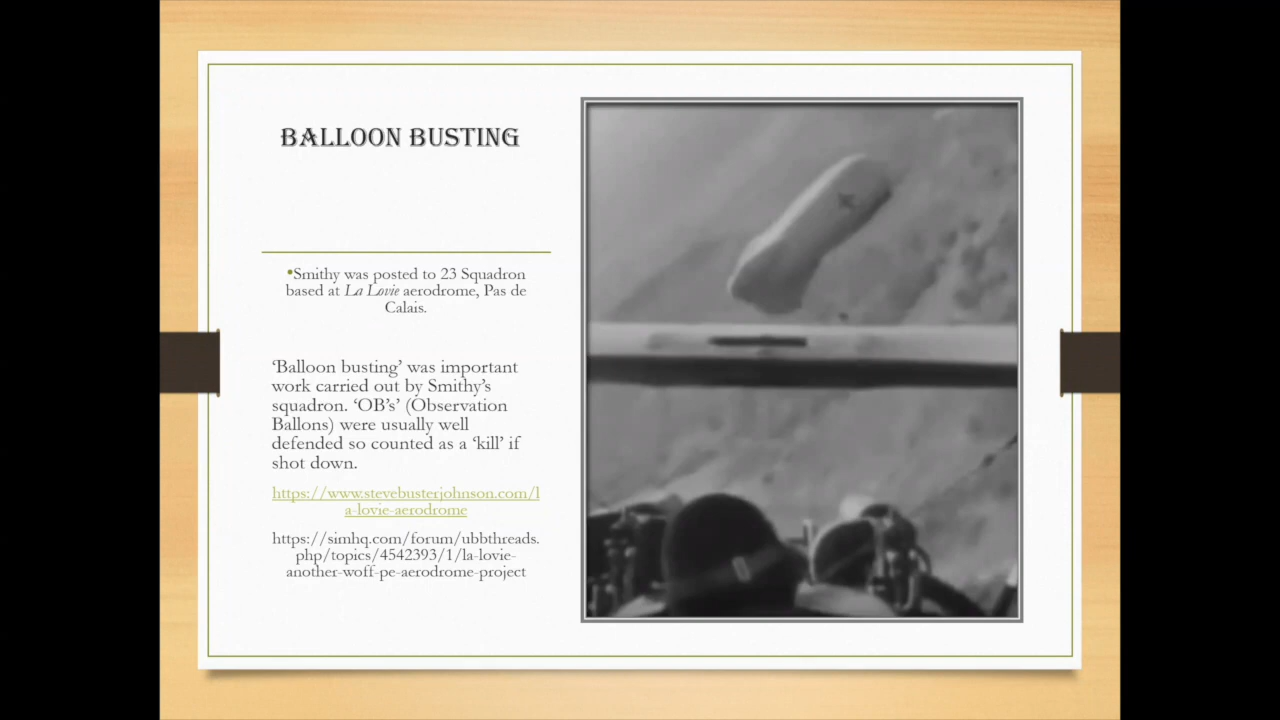 BALLOON BUSTING
•Smithy was posted to 23 Squadron
based at La Lovie aerodrome, Pas de
Calais.
‘Balloon busting’ was important
work carried out by Smithy’s
squadron. ‘OB’s’ (Observation
Ballons) were usually well
defended so counted as a ‘kill’ if
shot down.
https://www.stevebusterjohnson.com/l
a-lovie-aerodrome
https://simhq.com/forum/ubbthreads.
php/topics/4542393/1/la-lovie-
another-woff-pe-aerodrome-project